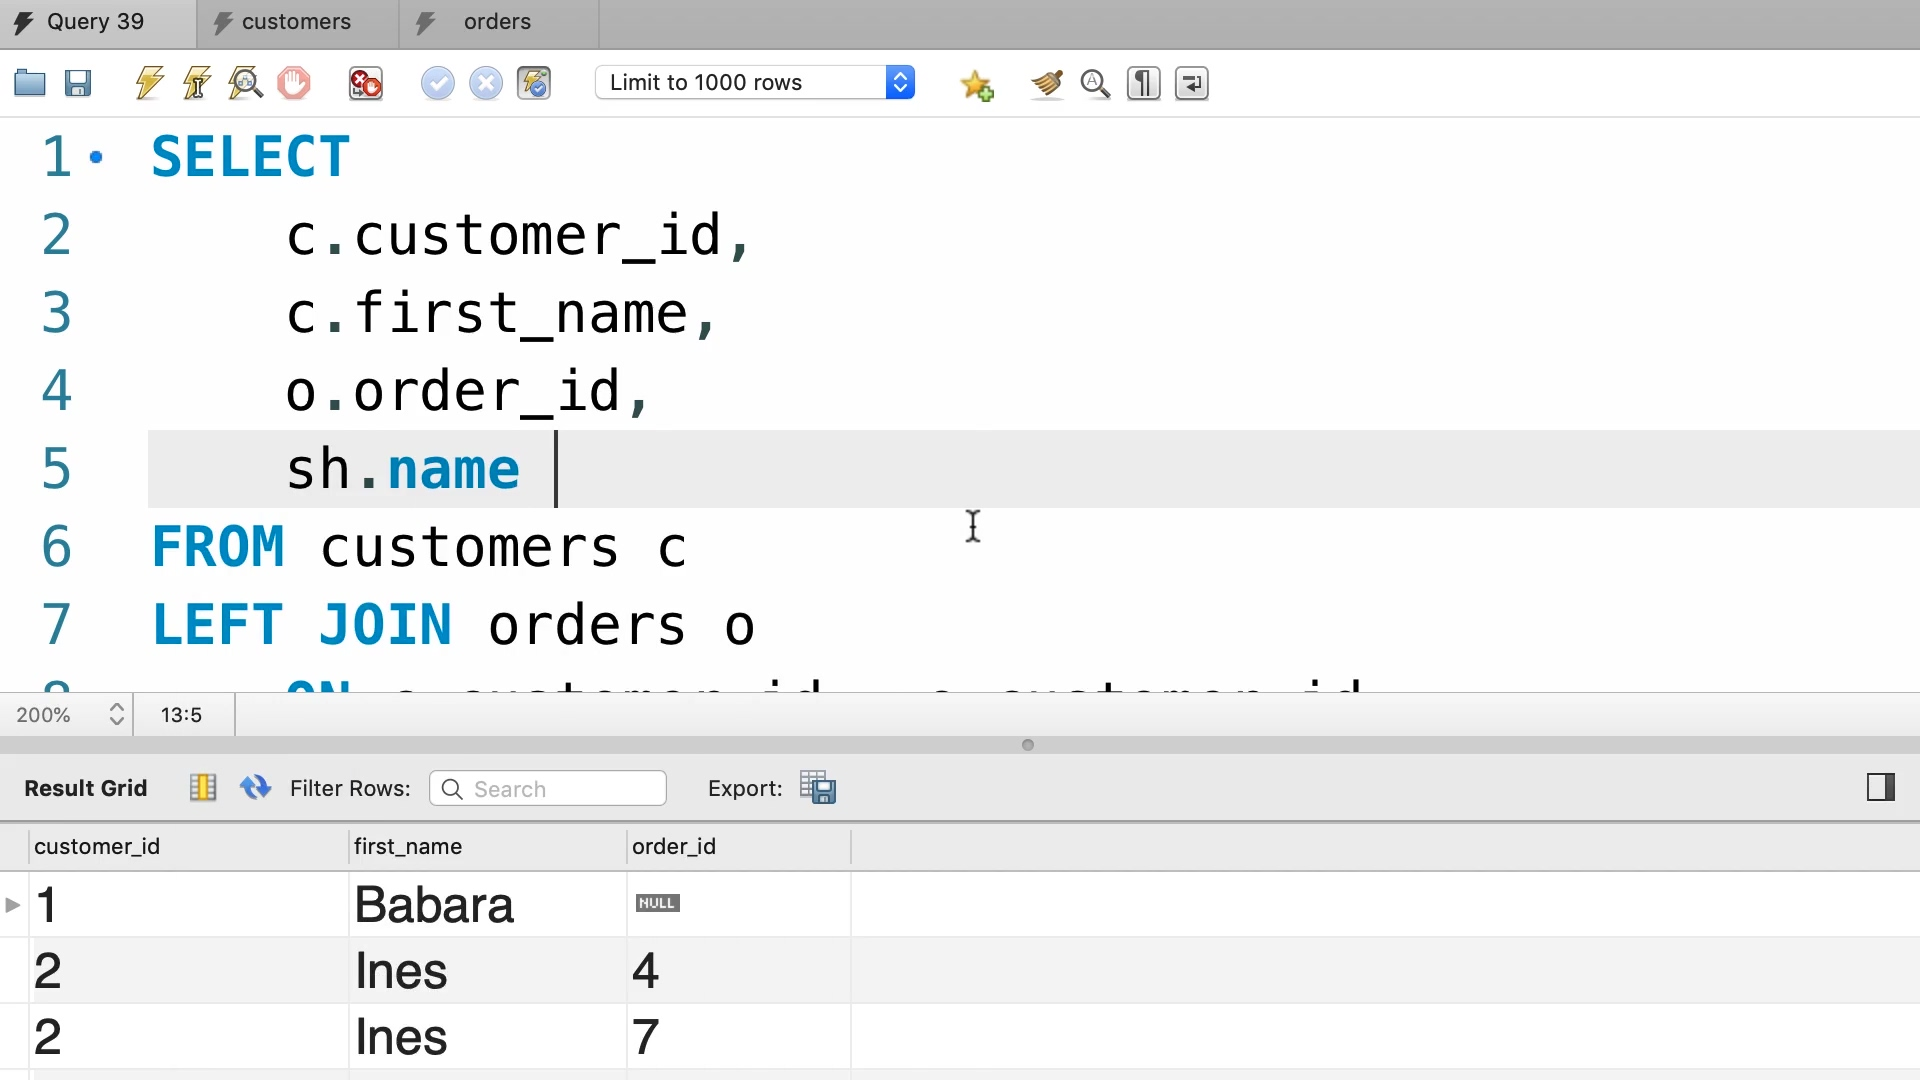 Query 39 customers orders
Limit to 1000 rows
1 SELECT
2 c.customer_id,
3 c.first_name,
4 o.order_id,
5 sh.name
6 FROM customers c
7 LEFT JOIN orders o
200% 13:5
Result Grid Filter Rows: Search Export:
customer_id first_name order_id
1 Babara NULL
2 Ines 4
2 Ines 7